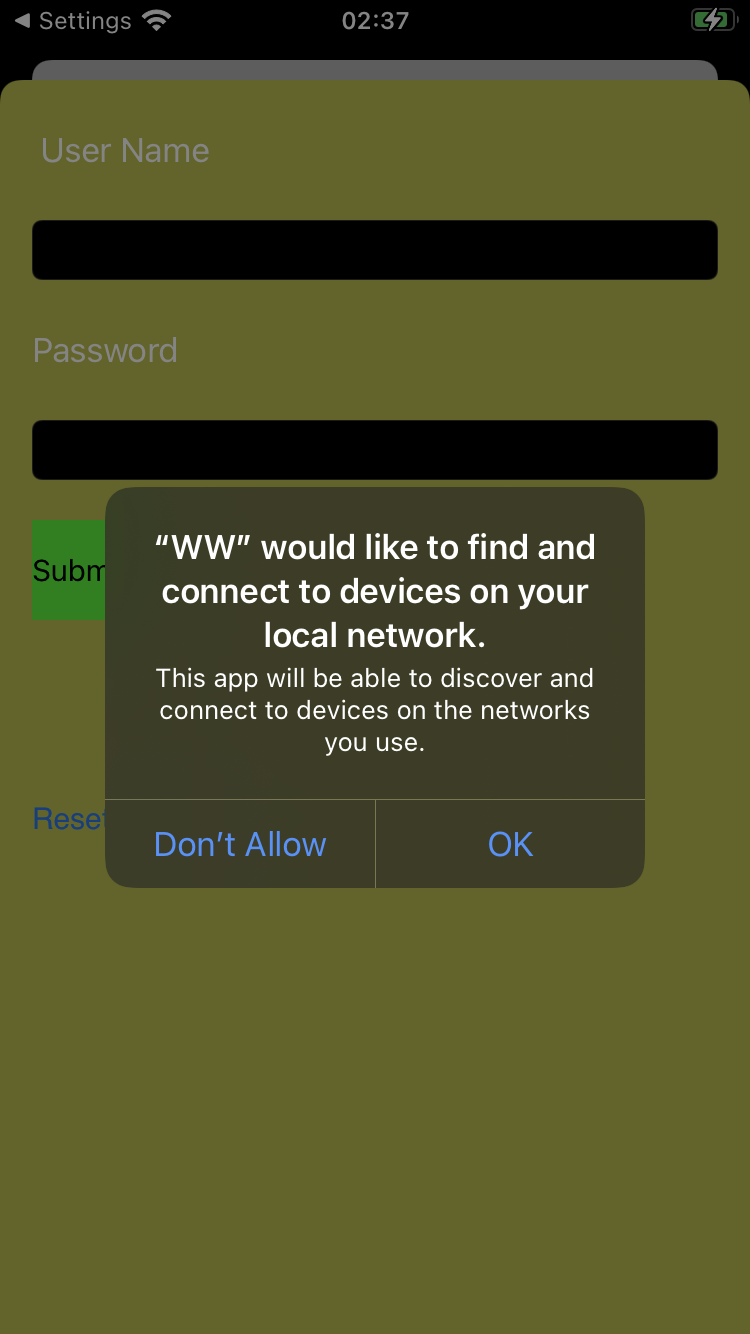 Settings
02:37
User Name
Password
Subm
“WW” would like to find and
connect to devices on your
local network.
This app will be able to discover and
connect to devices on the networks
you use.
Reset
Don’t Allow
OK